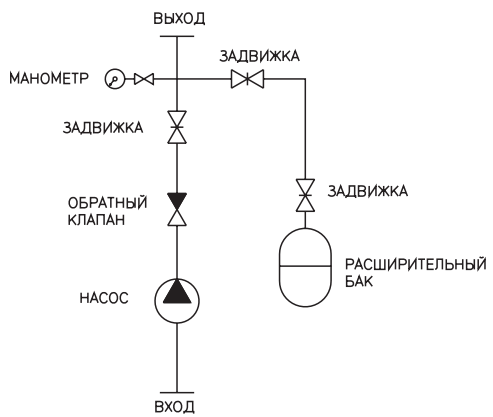 ВЫХОД
ЗАДВИЖКА
МАНОМЕТР
ЗАДВИЖКА
ЗАДВИЖКА
ОБРАТНЫЙ
КЛАПАН
РАСШИРИТЕЛЬНЫЙ
БАК
НАСОС
ВХОД